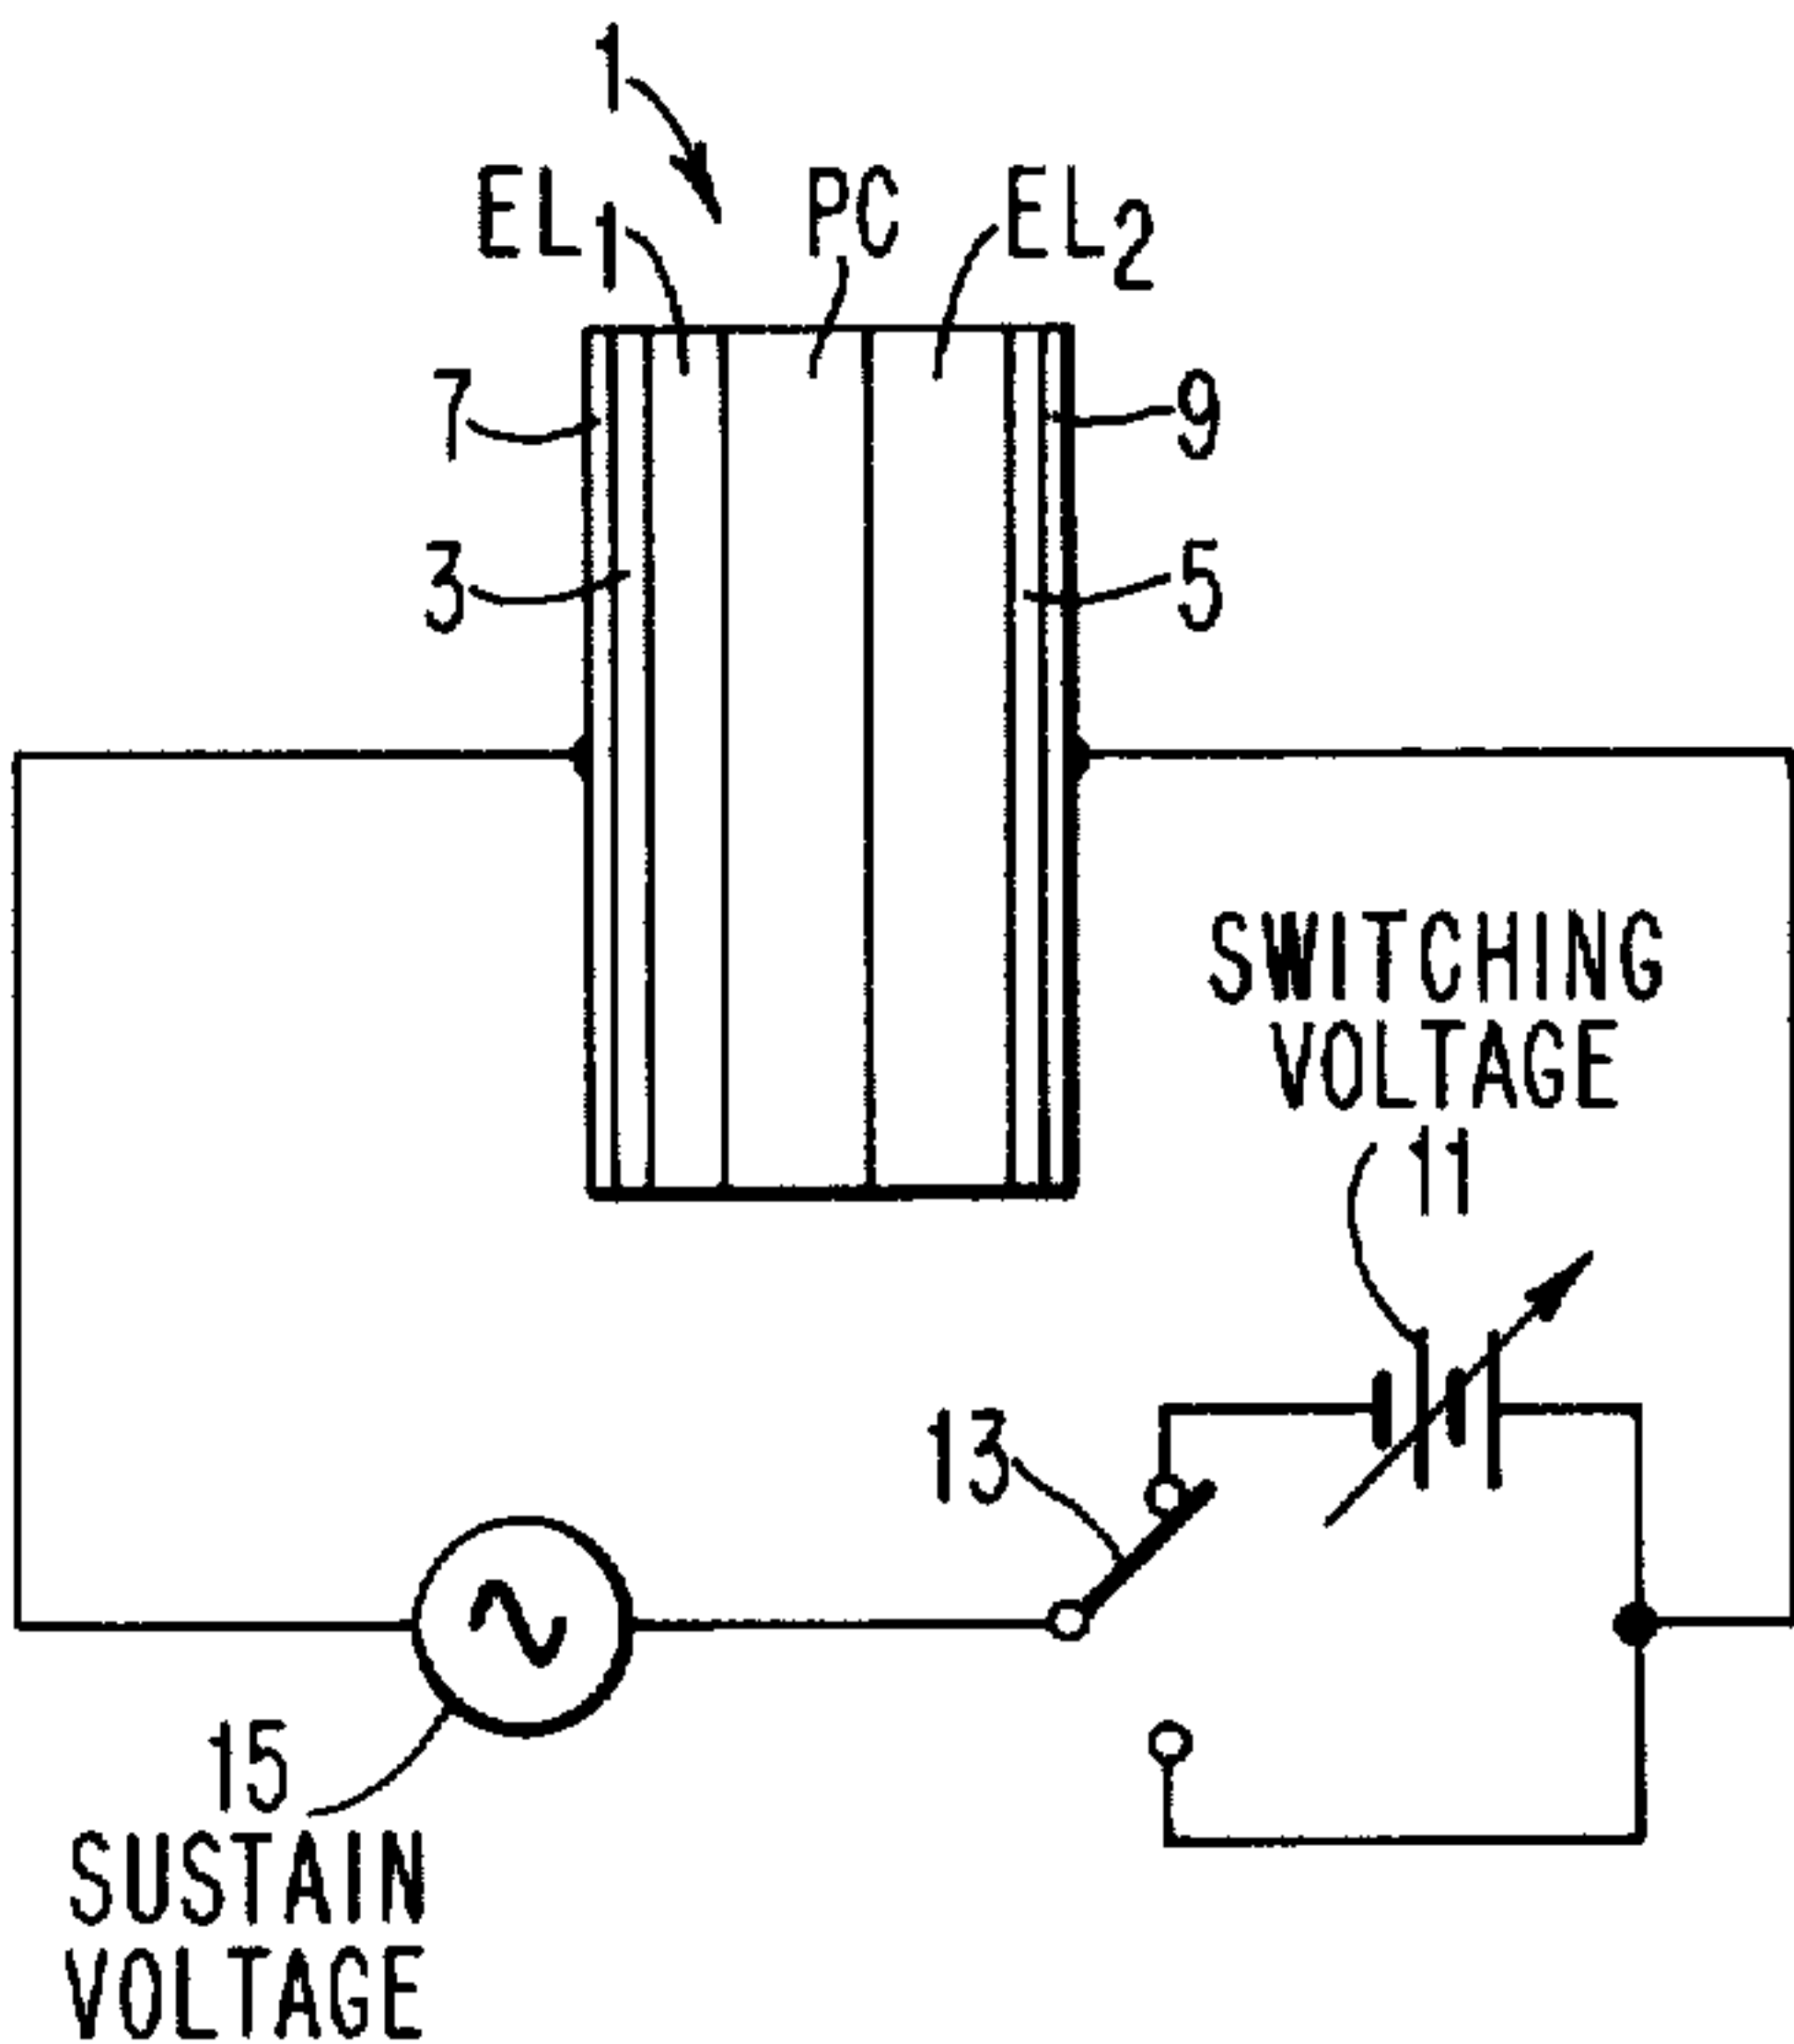 1
EL1 PC EL2
7 9
3 5
SWITCHING
VOLTAGE
11
13
15
SUSTAIN
VOLTAGE